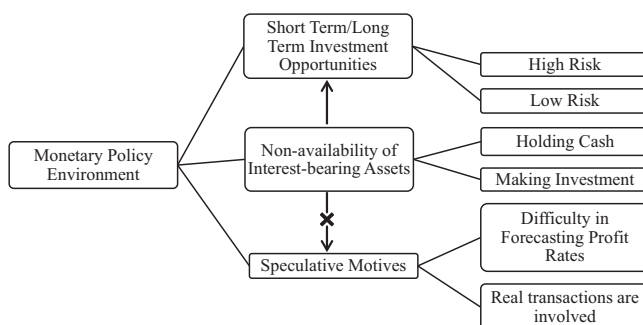 Short Term/Long
Term Investment
Opportunities
High Risk
Low Risk
Monetary Policy
Environment
Non-availability of
Interest-bearing Assets
Holding Cash
Making Investment
Speculative Motives
Difficulty in
Forecasting Profit
Rates
Real transactions are
involved